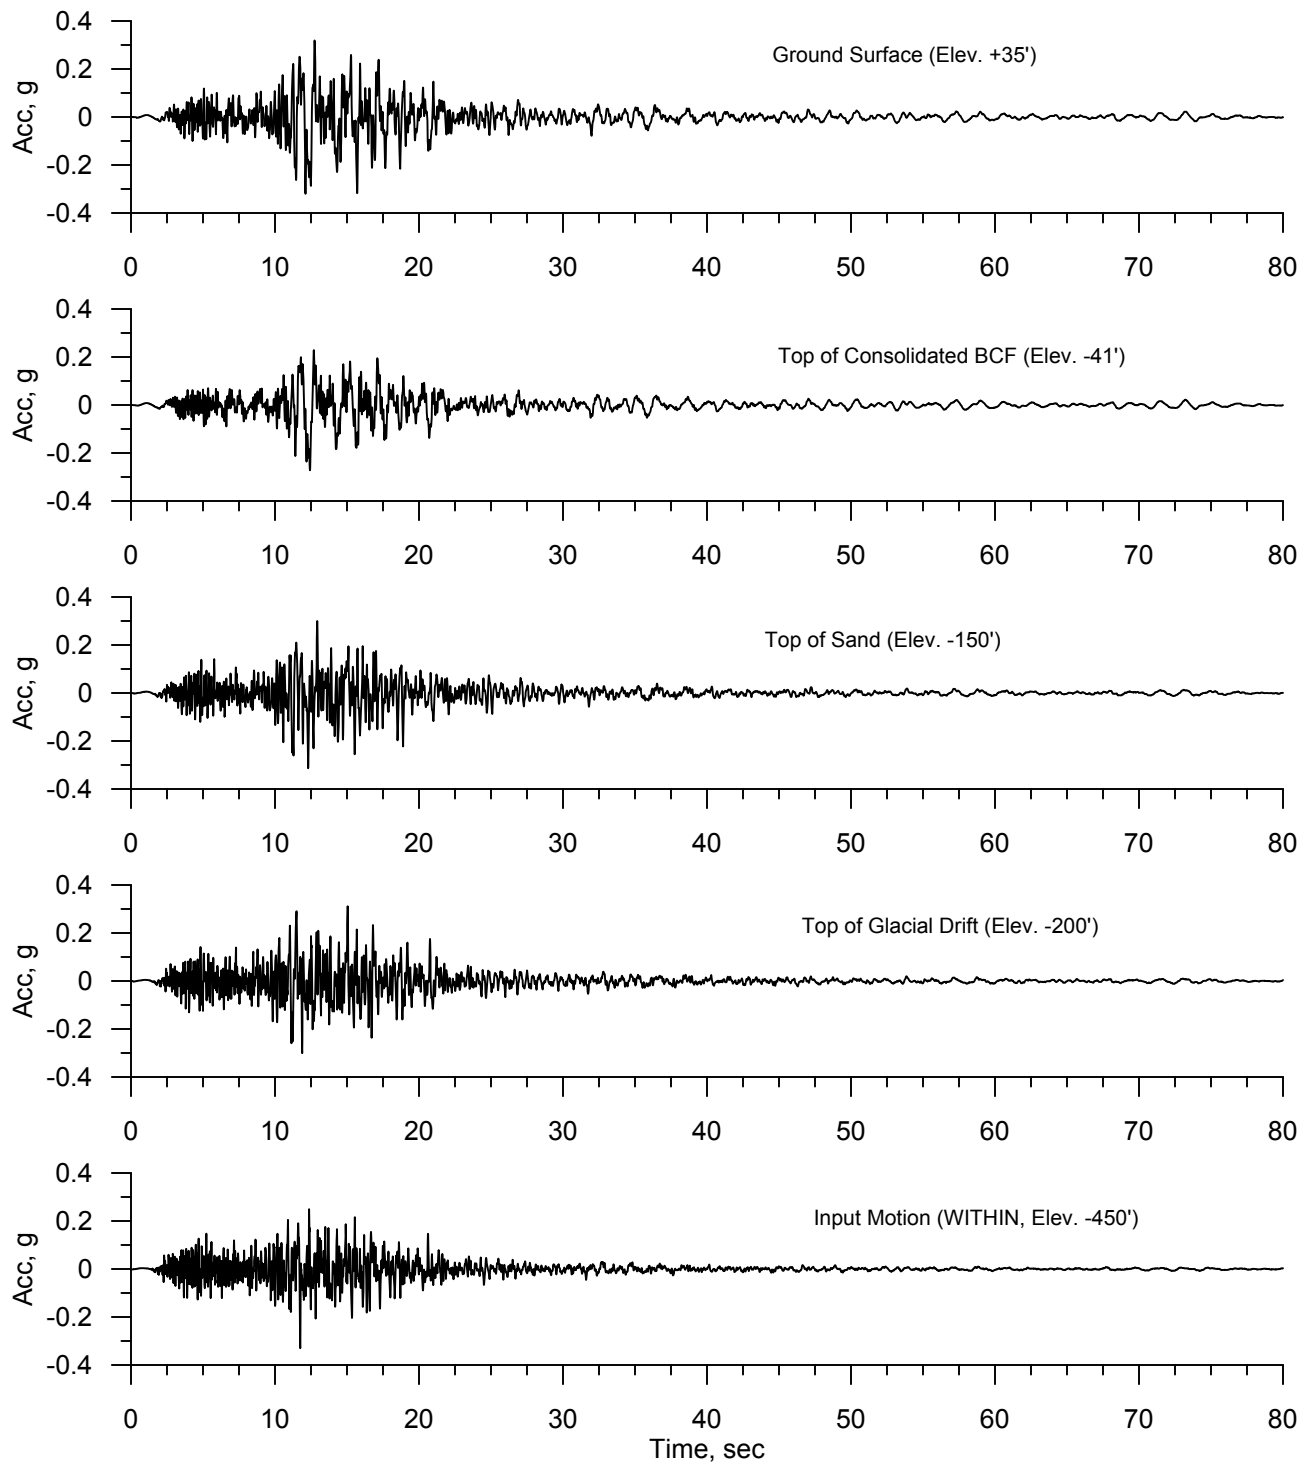 0.4
Ground Surface (Elev. +35')
0.2
0
-0.2
-0.4
Acc, g
0 10 20 30 40 50 60 70 80
0.4
Top of Consolidated BCF (Elev. -41')
0.2
0
-0.2
-0.4
Acc, g
0 10 20 30 40 50 60 70 80
0.4
Top of Sand (Elev. -150')
0.2
0
-0.2
-0.4
Acc, g
0 10 20 30 40 50 60 70 80
0.4
Top of Glacial Drift (Elev. -200')
0.2
0
-0.2
-0.4
Acc, g
0 10 20 30 40 50 60 70 80
0.4
Input Motion (WITHIN, Elev. -450')
0.2
0
-0.2
-0.4
Acc, g
0 10 20 30 40 50 60 70 80
Time, sec